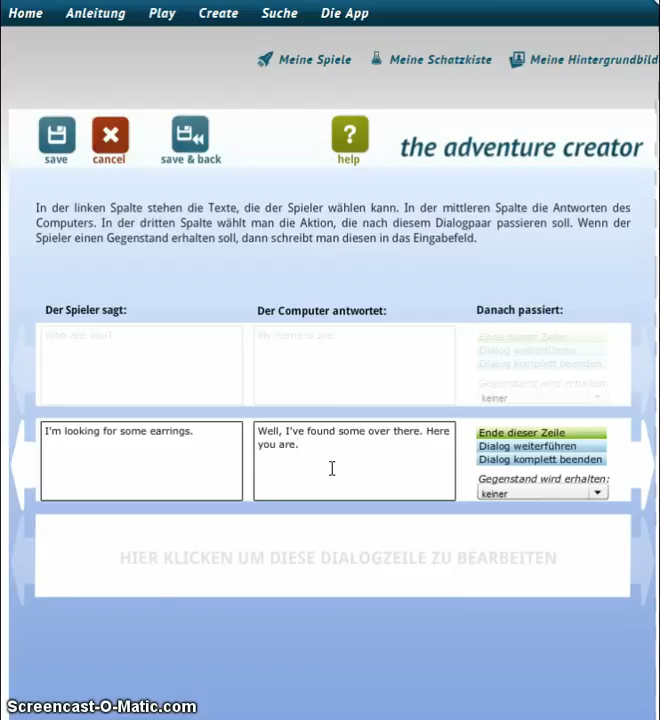 Home Anleitung Play Create Suche Die App
Meine Spiele Meine Schatzkiste Meine Hintergrundbild
save cancel save & back help the adventure creator
In der linken Spalte stehen die Texte, die der Spieler wählen kann. In der mittleren Spalte die Antworten des
Computers. In der dritten Spalte wählt man die Aktion, die nach diesem Dialogpaar passieren soll. Wenn der
Spieler einen Gegenstand erhalten soll, dann schreibt man diesen in das Eingabefeld.
Der Spieler sagt: Der Computer antwortet: Danach passiert:
Who are you? My name is Joe. Ende dieser Zeile
Dialog weiterführen
Dialog komplett beenden
Gegenstand wird erhalten:
keiner
I'm looking for some earrings. Well, I've found some over there. Here
you are.
Ende dieser Zeile
Dialog weiterführen
Dialog komplett beenden
Gegenstand wird erhalten:
keiner
HIER KLICKEN UM DIESE DIALOGZEILE ZU BEARBEITEN
Screencast-O-Matic.com